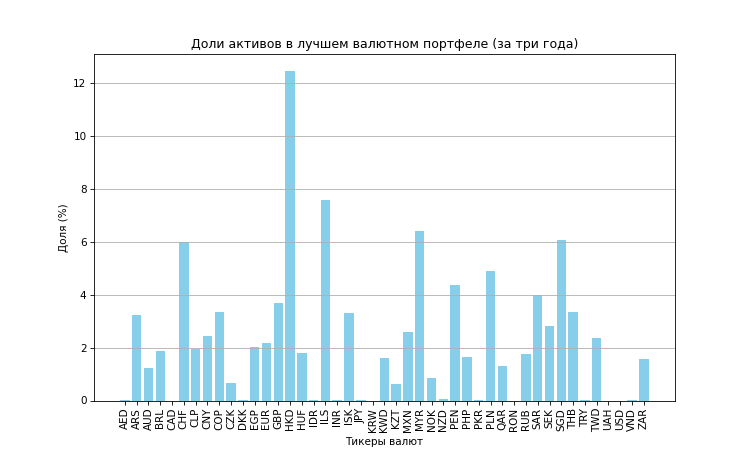 Доли активов в лучшем валютном портфеле (за три года)
Доля (%)
12
10
8
6
4
2
0
AED ARS AUD BRL CAD CHF CLP CNY COP CZK DKK EGP EUR GBP HKD HUF IDR ILS INR ISK JPY KRW KWD KZT MXN MYR NOK NZD PEN PHP PKR PLN QAR RON RUB SAR SEK SGD THB TRY TWD UAH USD VND ZAR
Тикеры валют